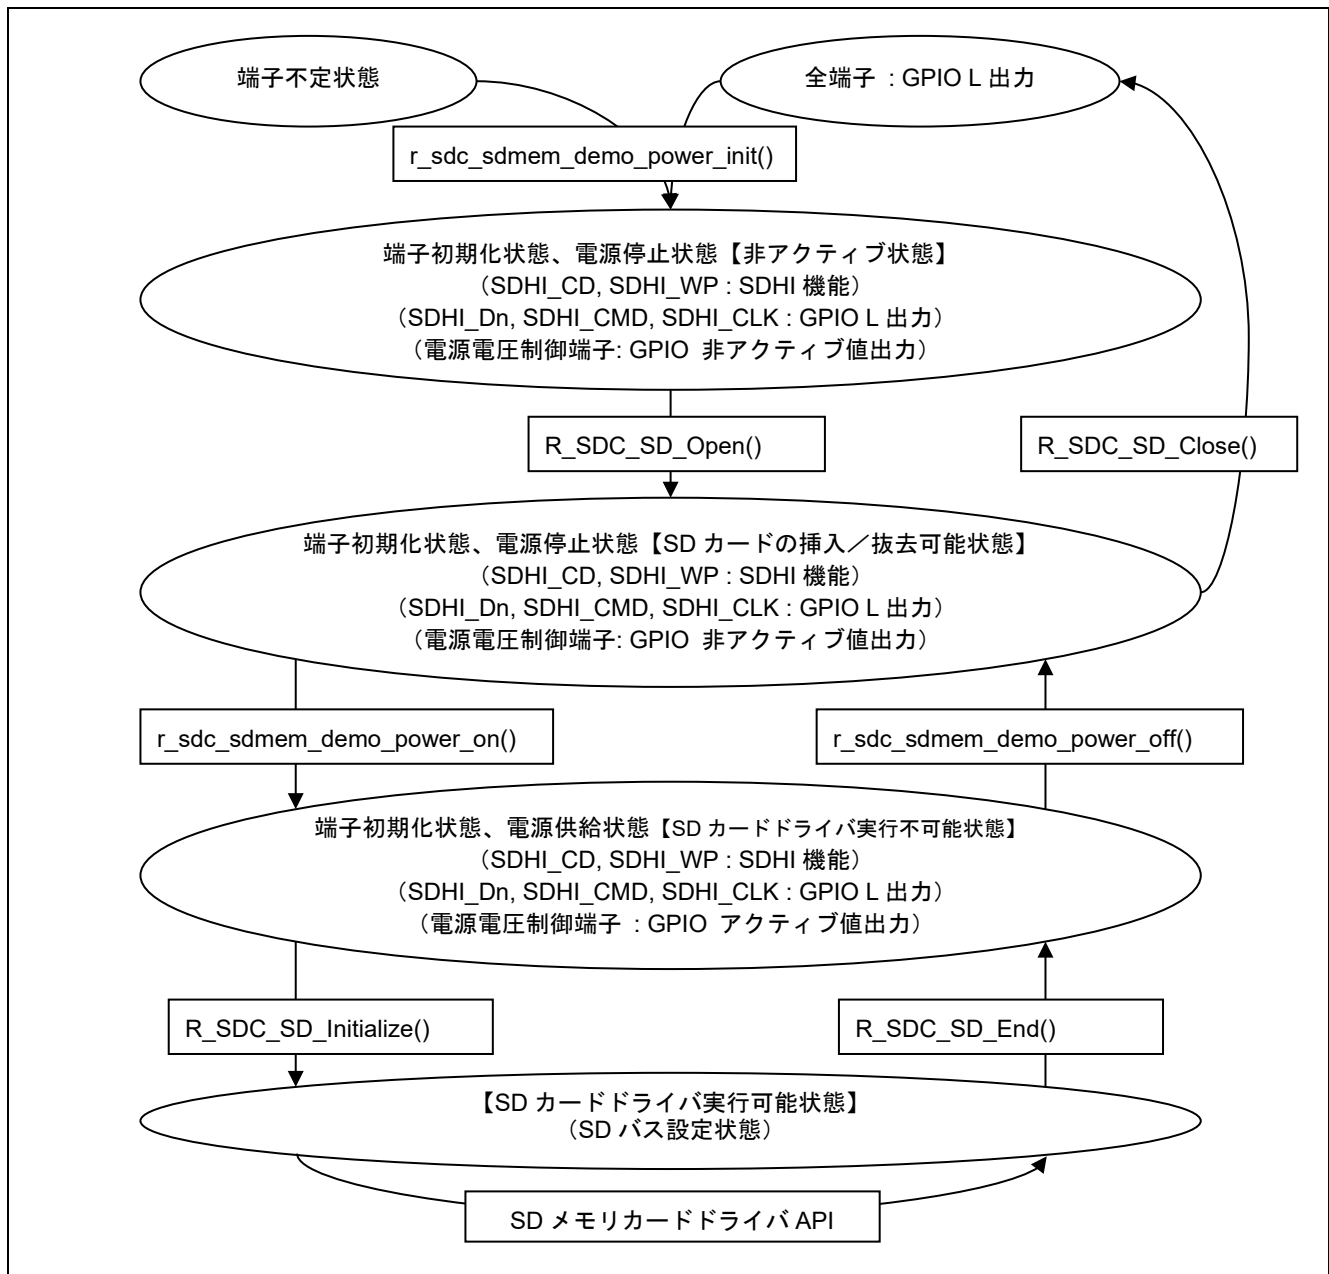 端子不定状態
全端子 : GPIO L 出力
r_sdc_sdmem_demo_power_init()
端子初期化状態、電源停止状態【非アクティブ状態】
（SDHI_CD, SDHI_WP : SDHI 機能）
（SDHI_Dn, SDHI_CMD, SDHI_CLK : GPIO L 出力）
（電源電圧制御端子: GPIO 非アクティブ値出力）
R_SDC_SD_Open()
R_SDC_SD_Close()
端子初期化状態、電源停止状態【SD カードの挿入／抜去可能状態】
（SDHI_CD, SDHI_WP : SDHI 機能）
（SDHI_Dn, SDHI_CMD, SDHI_CLK : GPIO L 出力）
（電源電圧制御端子: GPIO 非アクティブ値出力）
r_sdc_sdmem_demo_power_on()
r_sdc_sdmem_demo_power_off()
端子初期化状態、電源供給状態【SD カードドライバ実行不可能状態】
（SDHI_CD, SDHI_WP : SDHI 機能）
（SDHI_Dn, SDHI_CMD, SDHI_CLK : GPIO L 出力）
（電源電圧制御端子 : GPIO アクティブ値出力）
R_SDC_SD_Initialize()
R_SDC_SD_End()
【SD カードドライバ実行可能状態】
（SD バス設定状態）
SD メモリカードドライバ API